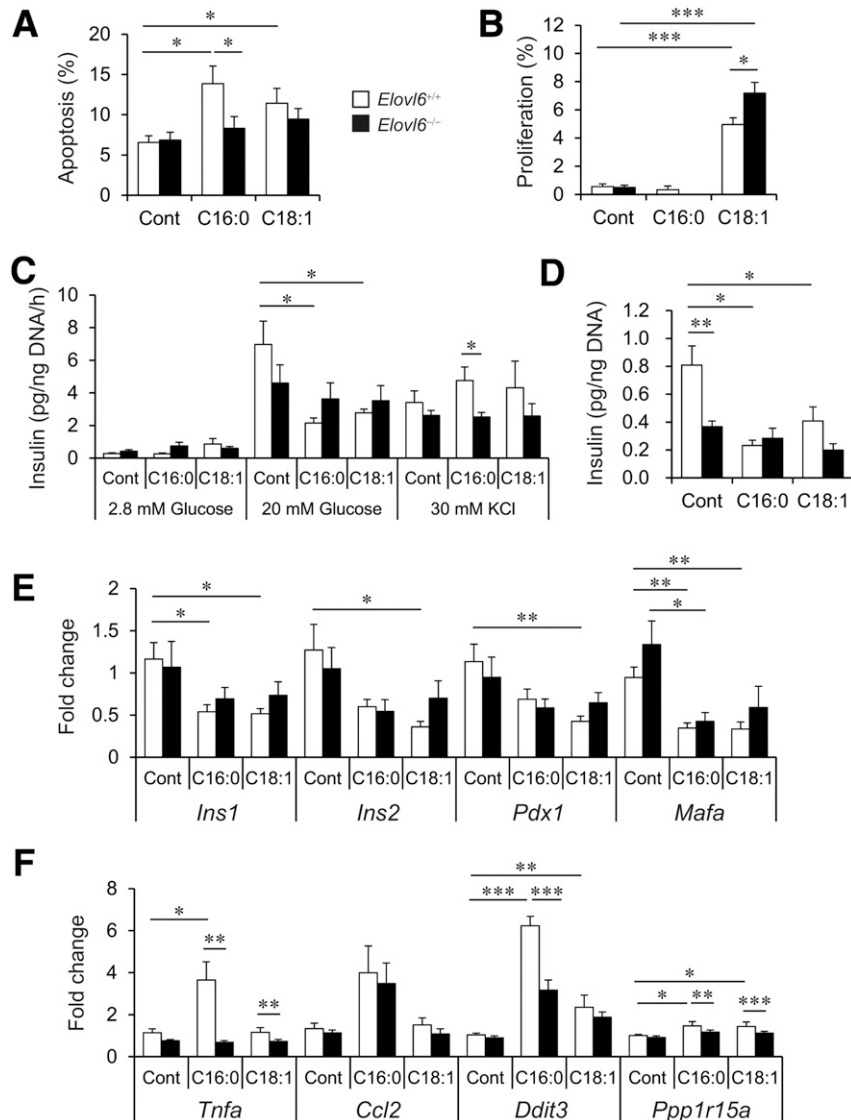 A
Apoptosis (%)
20
15
10
5
0
*
*
*
Cont C16:0 C18:1
Elovl6+/+
Elovl6−/−
B
Proliferation (%)
12
10
8
6
4
2
0
***
***
*
Cont C16:0 C18:1
C
Insulin (pg/ng DNA/h)
10
8
6
4
2
0
*
*
*
Cont C16:0 C18:1 Cont C16:0 C18:1 Cont C16:0 C18:1
2.8 mM Glucose 20 mM Glucose 30 mM KCl
D
Insulin (pg/ng DNA)
1.2
1.0
0.8
0.6
0.4
0.2
0.0
*
*
**
Cont C16:0 C18:1
E
Fold change
2
1.5
1
0.5
0
*
*
*
**
**
**
*
Cont C16:0 C18:1 Cont C16:0 C18:1 Cont C16:0 C18:1 Cont C16:0 C18:1
Ins1 Ins2 Pdx1 Mafa
F
Fold change
8
6
4
2
0
*
**
**
**
*** ***
*
* ** ***
Cont C16:0 C18:1 Cont C16:0 C18:1 Cont C16:0 C18:1 Cont C16:0 C18:1
Tnfa Ccl2 Ddit3 Ppp1r15a